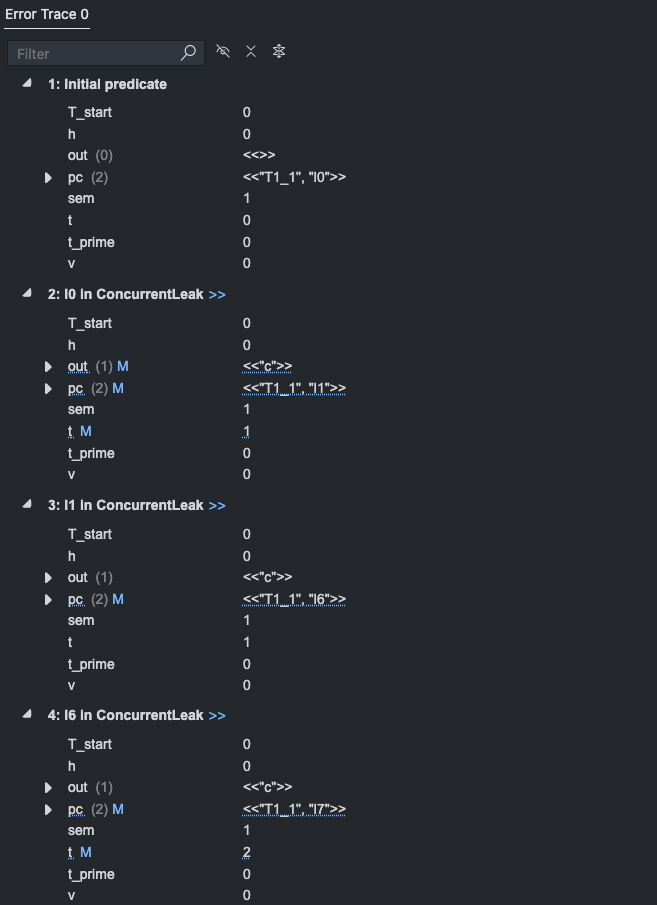 Error Trace 0
Filter
1: Initial predicate
T_start 0
h 0
out (0) <<>>
pc (2) <<"T1_1", "l0">>
sem 1
t 0
t_prime 0
v 0
2: l0 in ConcurrentLeak >>
T_start 0
h 0
out (1) M <<"c">>
pc (2) M <<"T1_1", "l1">>
sem 1
t M 1
t_prime 0
v 0
3: l1 in ConcurrentLeak >>
T_start 0
h 0
out (1) <<"c">>
pc (2) M <<"T1_1", "l6">>
sem 1
t 1
t_prime 0
v 0
4: l6 in ConcurrentLeak >>
T_start 0
h 0
out (1) <<"c">>
pc (2) M <<"T1_1", "l7">>
sem 1
t M 2
t_prime 0
v 0